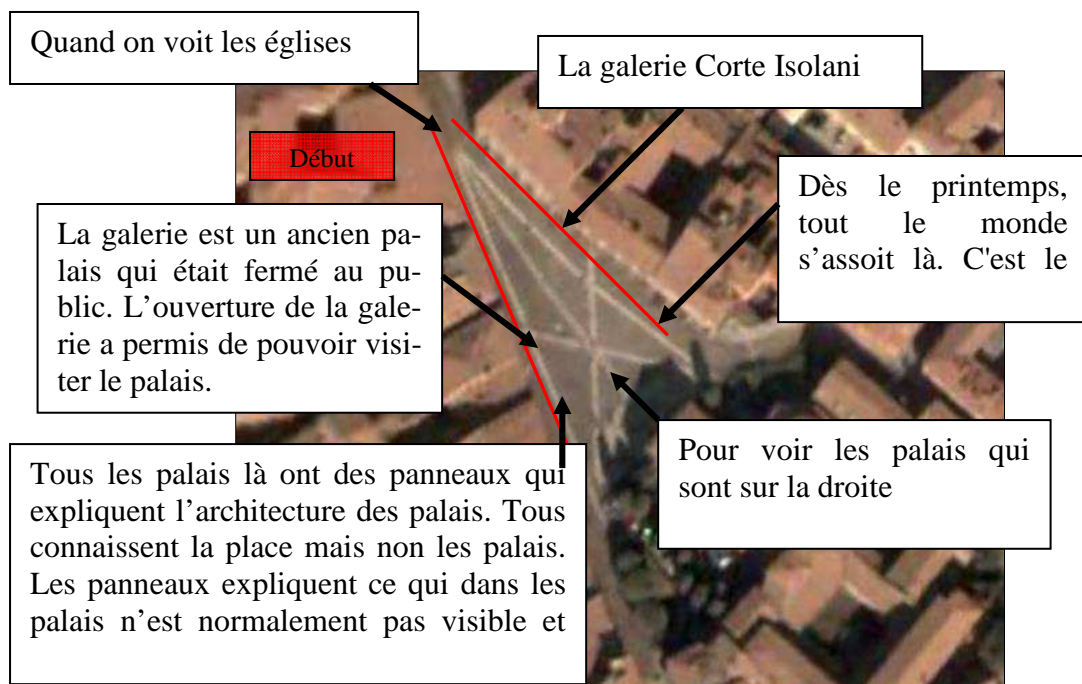 Quand on voit les églises
La galerie Corte Isolani
Début
Dès le printemps,
tout le monde
s’assoit là. C'est le
La galerie est un ancien pa-
lais qui était fermé au pu-
blic. L’ouverture de la gale-
rie a permis de pouvoir visi-
ter le palais.
Pour voir les palais qui
sont sur la droite
Tous les palais là ont des panneaux qui
expliquent l’architecture des palais. Tous
connaissent la place mais non les palais.
Les panneaux expliquent ce qui dans les
palais n’est normalement pas visible et